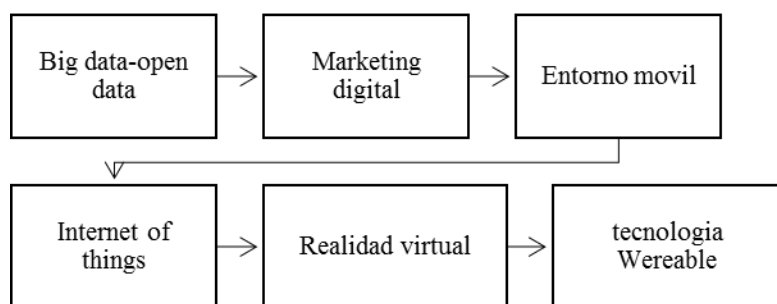 Big data-open
data
Marketing
digital
Entorno movil
Internet of
things
Realidad virtual
tecnologia
Wereable